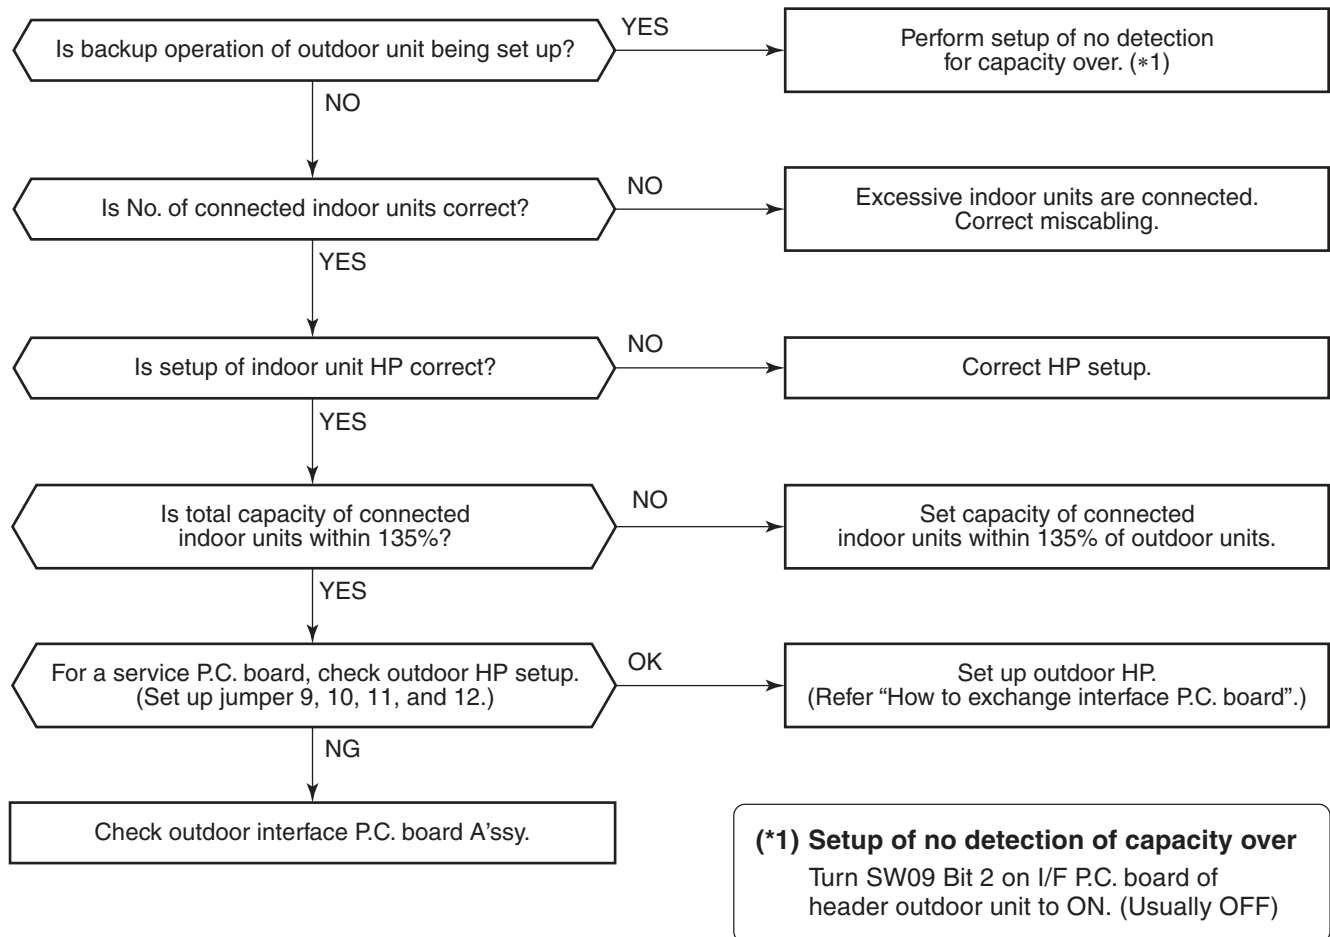 Is backup operation of outdoor unit being set up?
YES
Perform setup of no detection
for capacity over. (*1)
NO
Is No. of connected indoor units correct?
NO
Excessive indoor units are connected.
Correct miscabling.
YES
Is setup of indoor unit HP correct?
NO
Correct HP setup.
YES
Is total capacity of connected
indoor units within 135%?
NO
Set capacity of connected
indoor units within 135% of outdoor units.
YES
For a service P.C. board, check outdoor HP setup.
(Set up jumper 9, 10, 11, and 12.)
OK
Set up outdoor HP.
(Refer “How to exchange interface P.C. board”.)
NG
Check outdoor interface P.C. board A’ssy.
(*1) Setup of no detection of capacity over
Turn SW09 Bit 2 on I/F P.C. board of
header outdoor unit to ON. (Usually OFF)